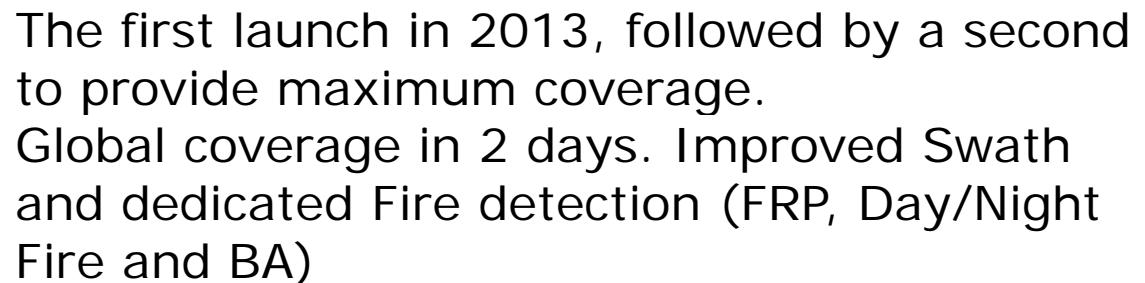 The first launch in 2013, followed by a second
to provide maximum coverage.
Global coverage in 2 days. Improved Swath
and dedicated Fire detection (FRP, Day/Night
Fire and BA)